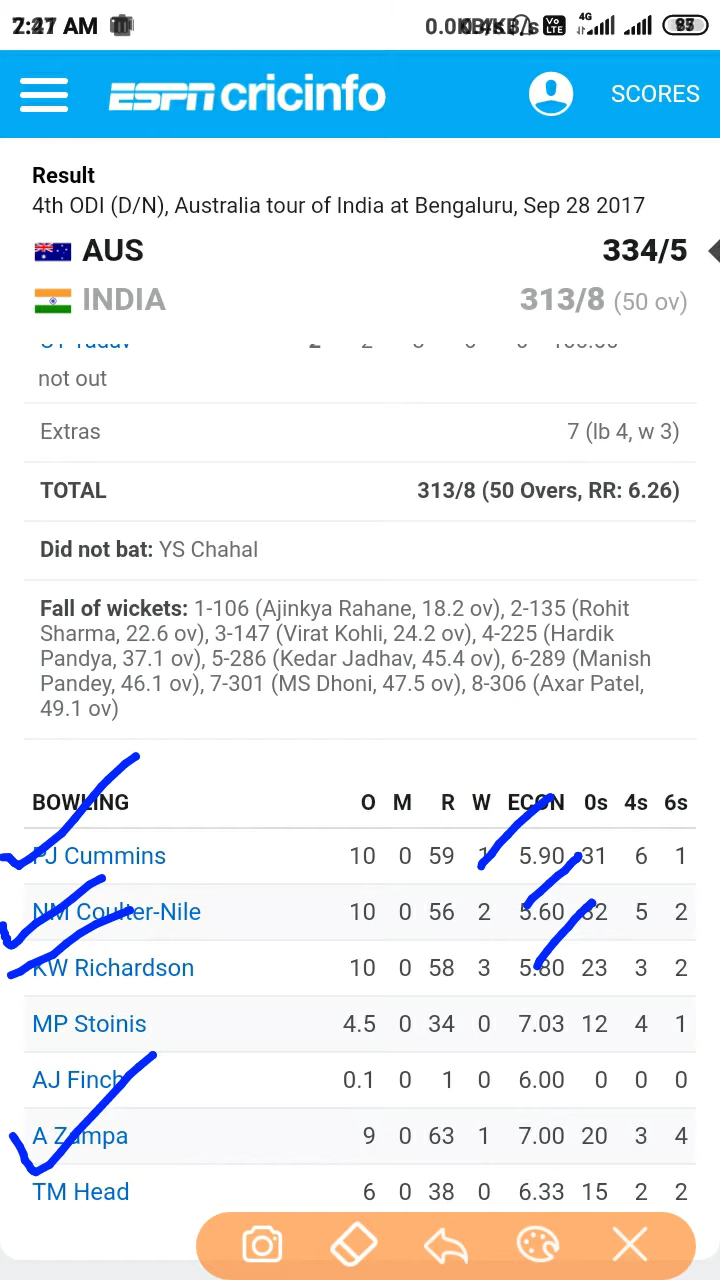 AM
ESPN cricinfo
SCORES
Result
4th ODI (D/N), Australia tour of India at Bengaluru, Sep 28 2017
AUS 334/5
INDIA 313/8 (50 ov)
not out
Extras 7 (lb 4, w 3)
TOTAL 313/8 (50 Overs, RR: 6.26)
Did not bat: YS Chahal
Fall of wickets: 1-106 (Ajinkya Rahane, 18.2 ov), 2-135 (Rohit
Sharma, 22.6 ov), 3-147 (Virat Kohli, 24.2 ov), 4-225 (Hardik
Pandya, 37.1 ov), 5-286 (Kedar Jadhav, 45.4 ov), 6-289 (Manish
Pandey, 46.1 ov), 7-301 (MS Dhoni, 47.5 ov), 8-306 (Axar Patel,
49.1 ov)
BOWLING O M R W ECON 0s 4s 6s
PJ Cummins 10 0 59 1 5.90 31 6 1
NM Coulter-Nile 10 0 56 2 5.60 32 5 2
KW Richardson 10 0 58 3 5.80 23 3 2
MP Stoinis 4.5 0 34 0 7.03 12 4 1
AJ Finch 0.1 0 1 0 6.00 0 0 0
A Zampa 9 0 63 1 7.00 20 3 4
TM Head 6 0 38 0 6.33 15 2 2